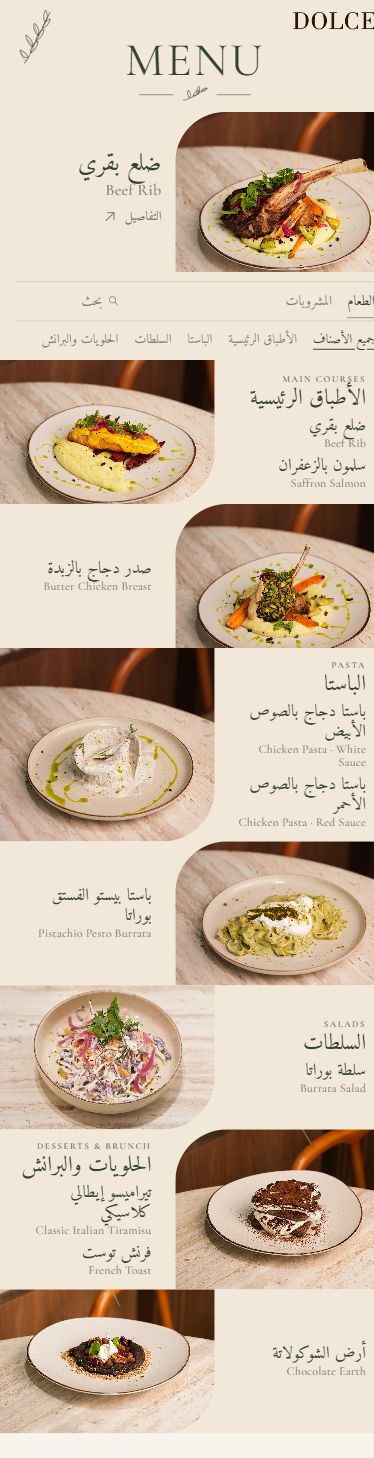 DOLCE
MENU
ضلع بقري
Beef Rib
التفاصيل
الطعام
المشروبات
بحث
جميع الأصناف
الأطباق الرئيسية
الباستا
السلطات
الحلويات والبرانش
MAIN COURSES
الأطباق الرئيسية
ضلع بقري
Beef Rib
سلمون بالزعفران
Saffron Salmon
صدر دجاج بالزبدة
Butter Chicken Breast
PASTA
الباستا
باستا دجاج بالصوص
الأبيض
Chicken Pasta · White
Sauce
باستا دجاج بالصوص
الأحمر
Chicken Pasta · Red Sauce
باستا بيستو الفستق
بوراتا
Pistachio Pesto Burrata
SALADS
السلطات
سلطة بوراتا
Burrata Salad
DESSERTS & BRUNCH
الحلويات والبرانش
تيراميسو إيطالي
كلاسيكي
Classic Italian Tiramisu
فرنش توست
French Toast
أرض الشوكولاتة
Chocolate Earth